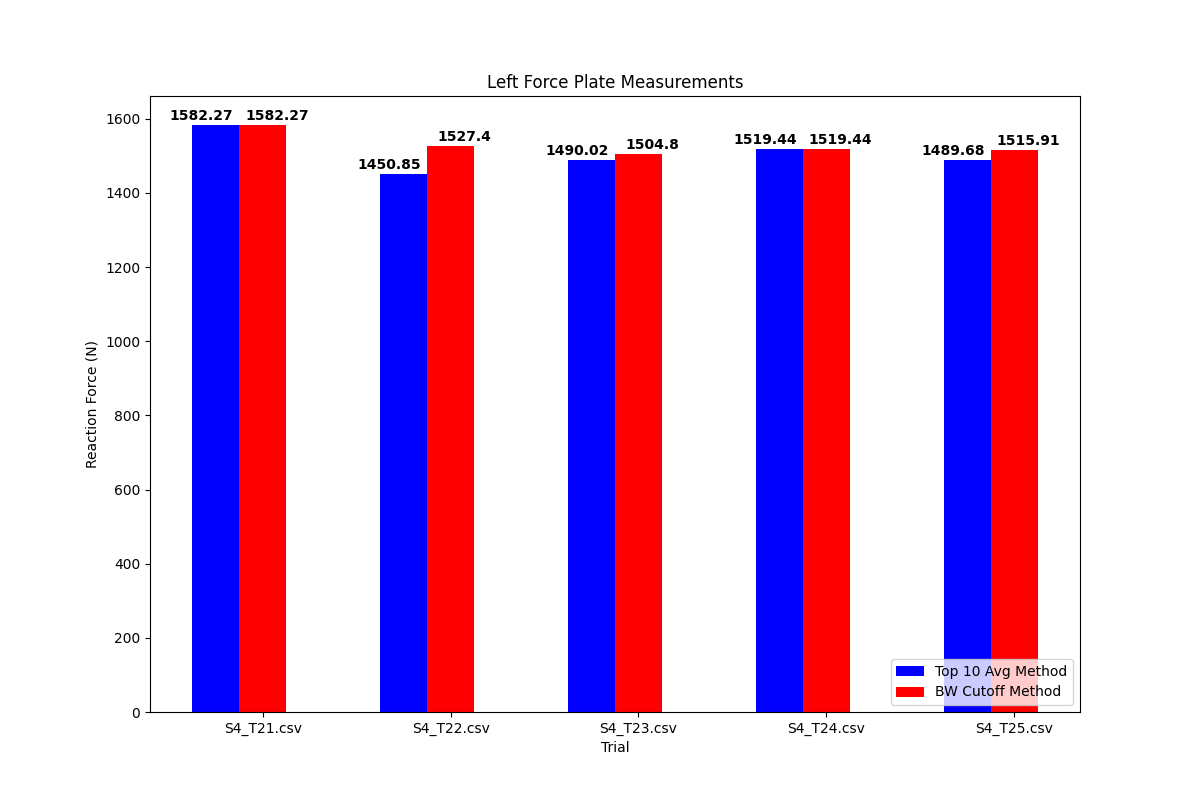 Left Force Plate Measurements
1582.27 1582.27
1450.85 1527.4
1490.02 1504.8
1519.44 1519.44
1489.68 1515.91
1600
1400
1200
1000
800
600
400
200
0
Reaction Force (N)
S4_T21.csv S4_T22.csv S4_T23.csv S4_T24.csv S4_T25.csv
Trial
Top 10 Avg Method
BW Cutoff Method